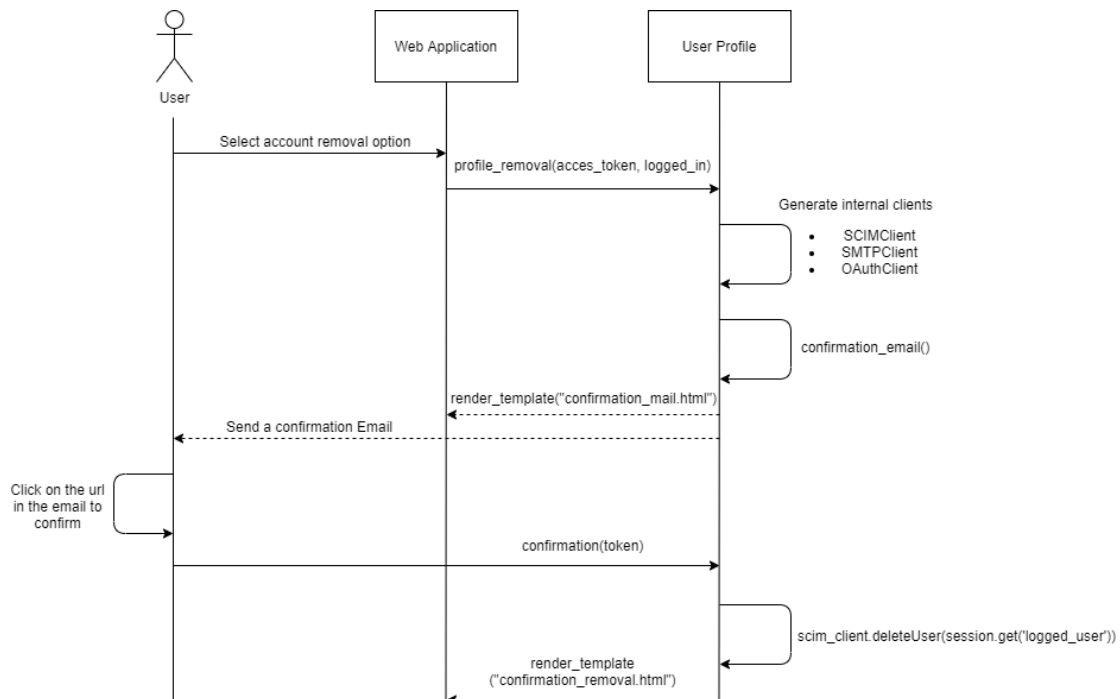 Web Application
User Profile
User
Select account removal option
profile_removal(acces_token, logged_in)
Generate internal clients
• SCIMClient
• SMTPClient
• OAuthClient
confirmation_email()
render_template("confirmation_mail.html")
Send a confirmation Email
Click on the url
in the email to
confirm
confirmation(token)
scim_client.deleteUser(session.get('logged_user'))
render_template
("confirmation_removal.html")